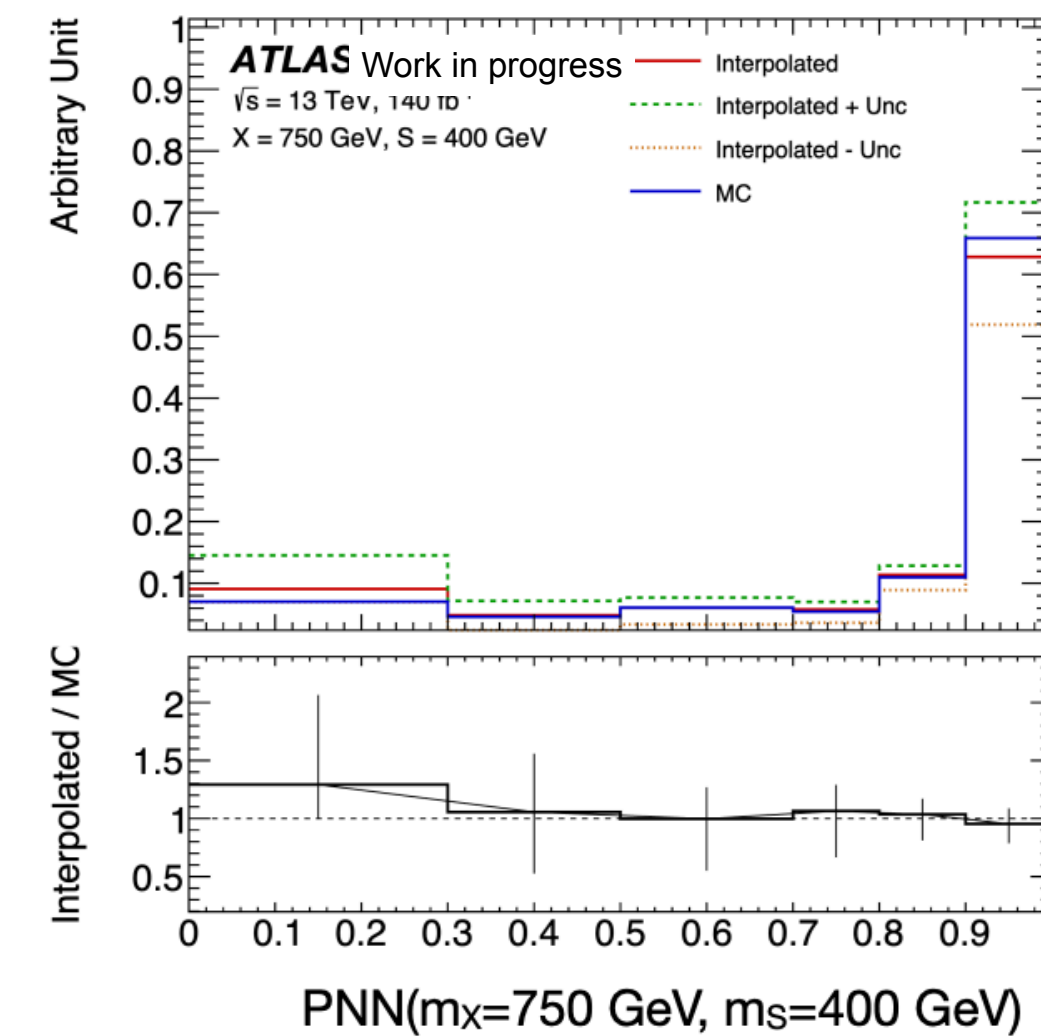 Arbitrary Unit
1
0.9
0.8
0.7
0.6
0.5
0.4
0.3
0.2
0.1
ATLAS Work in progress
√s = 13 TeV, 140 fb
X = 750 GeV, S = 400 GeV
Interpolated
Interpolated + Unc
Interpolated - Unc
MC
Interpolated / MC
2
1.5
1
0.5
0 0.1 0.2 0.3 0.4 0.5 0.6 0.7 0.8 0.9
PNN(mX=750 GeV, mS=400 GeV)